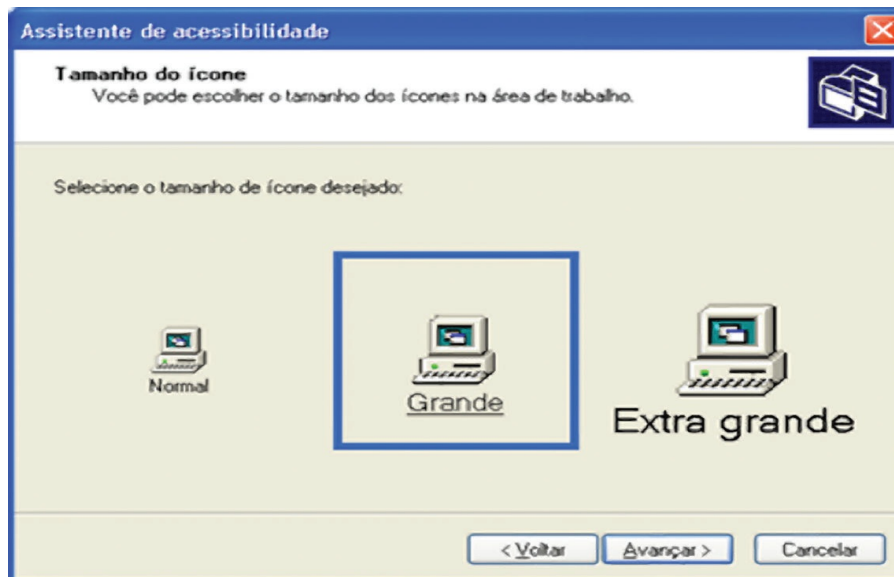 Assistente de acessibilidade
Tamanho do ícone
Você pode escolher o tamanho dos ícones na área de trabalho.
Selecione o tamanho de ícone desejado:
Normal
Grande
Extra grande
< Voltar
Avançar >
Cancelar